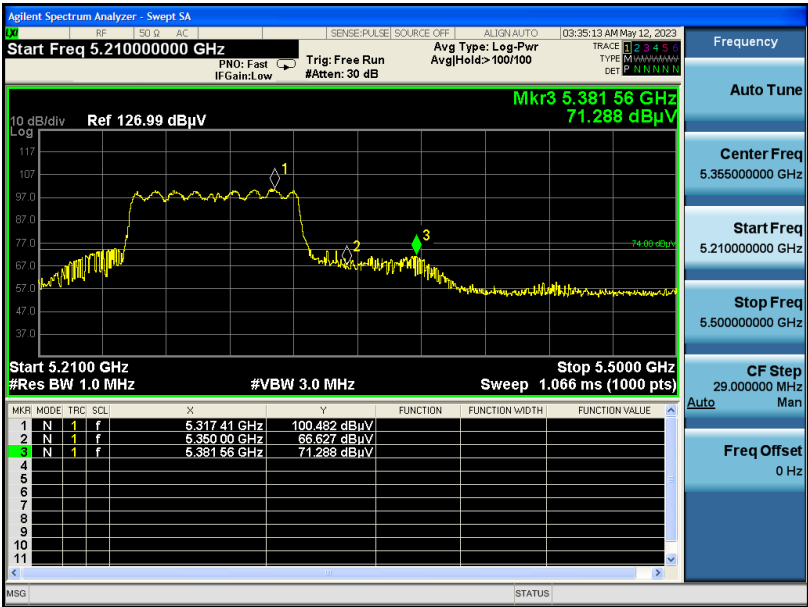 Agilent Spectrum Analyzer - Swept SA
LXI RF 50 Ω AC SENSE:PULSE SOURCE OFF ALIGN AUTO 03:35:13 AM May 12, 2023
Start Freq 5.210000000 GHz
PNO: Fast
IFGain:Low
Trig: Free Run
#Atten: 30 dB
Avg Type: Log-Pwr
Avg|Hold:>100/100
TRACE 1 2 3 4 5 6
TYPE M WWWWW
DET P N N N N N
Mkr3 5.381 56 GHz
71.288 dBµV
10 dB/div Ref 126.99 dBµV
Log
117
107
97.0
87.0
77.0
67.0
57.0
47.0
37.0
1
2
3
74.00 dBµV
Start 5.2100 GHz Stop 5.5000 GHz
#Res BW 1.0 MHz #VBW 3.0 MHz Sweep 1.066 ms (1000 pts)
MKR MODE TRC SCL X Y FUNCTION FUNCTION WIDTH FUNCTION VALUE
1 N 1 f 5.317 41 GHz 100.482 dBµV
2 N 1 f 5.350 00 GHz 66.627 dBµV
3 N 1 f 5.381 56 GHz 71.288 dBµV
4
5
6
7
8
9
10
11
MSG STATUS
Frequency
Auto Tune
Center Freq
5.355000000 GHz
Start Freq
5.210000000 GHz
Stop Freq
5.500000000 GHz
CF Step
29.000000 MHz
Auto Man
Freq Offset
0 Hz